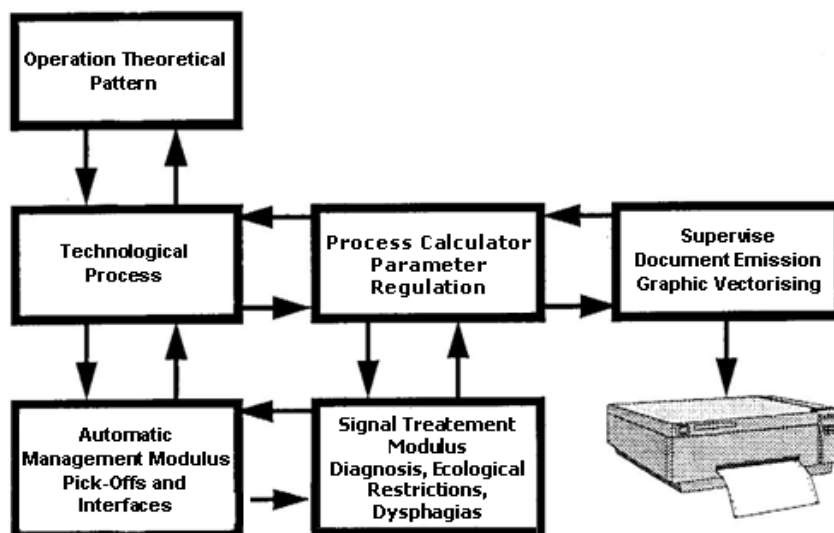 Operation Theoretical
Pattern
Technological
Process
Process Calculator
Parameter
Regulation
Supervise
Document Emission
Graphic Vectorising
Automatic
Management Modulus
Pick-Offs and
Interfaces
Signal Treatement
Modulus
Diagnosis, Ecological
Restrictions,
Dysphagias